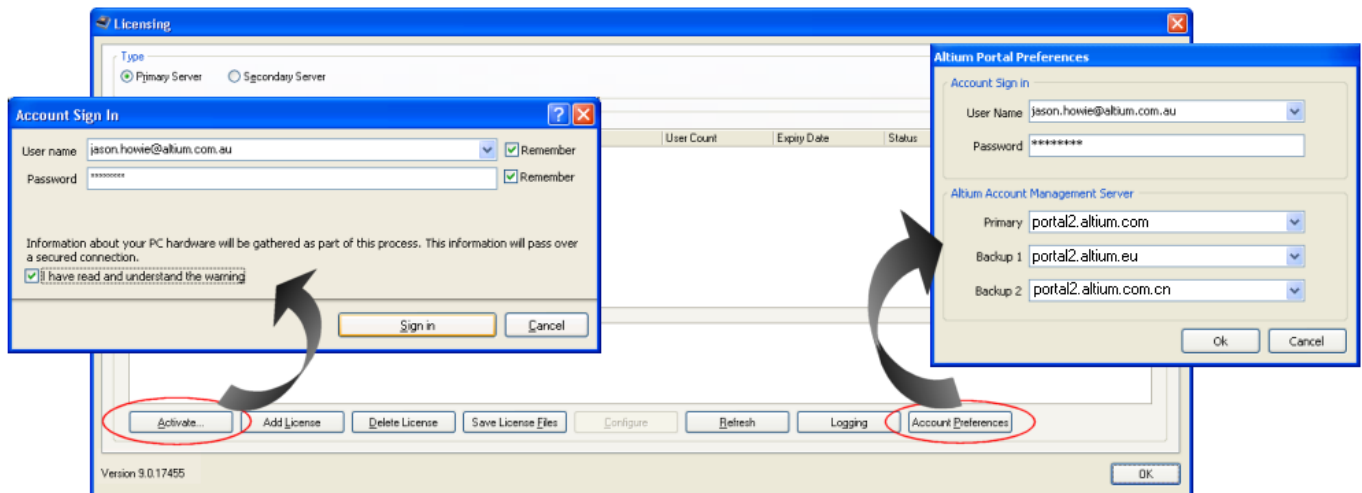 Licensing
Type
Primary Server
Secondary Server
User Count
Expiry Date
Status
Account Sign In
User name
jason.howie@altium.com.au
Remember
Password
********
Remember
Information about your PC hardware will be gathered as part of this process. This information will pass over
a secured connection.
I have read and understand the warning
Sign in
Cancel
Altium Portal Preferences
Account Sign in
User Name
jason.howie@altium.com.au
Password
********
Altium Account Management Server
Primary
portal2.altium.com
Backup 1
portal2.altium.eu
Backup 2
portal2.altium.com.cn
Ok
Cancel
Activate...
Add License
Delete License
Save License Files
Configure
Refresh
Logging
Account Preferences
Version 9.0.17455
OK